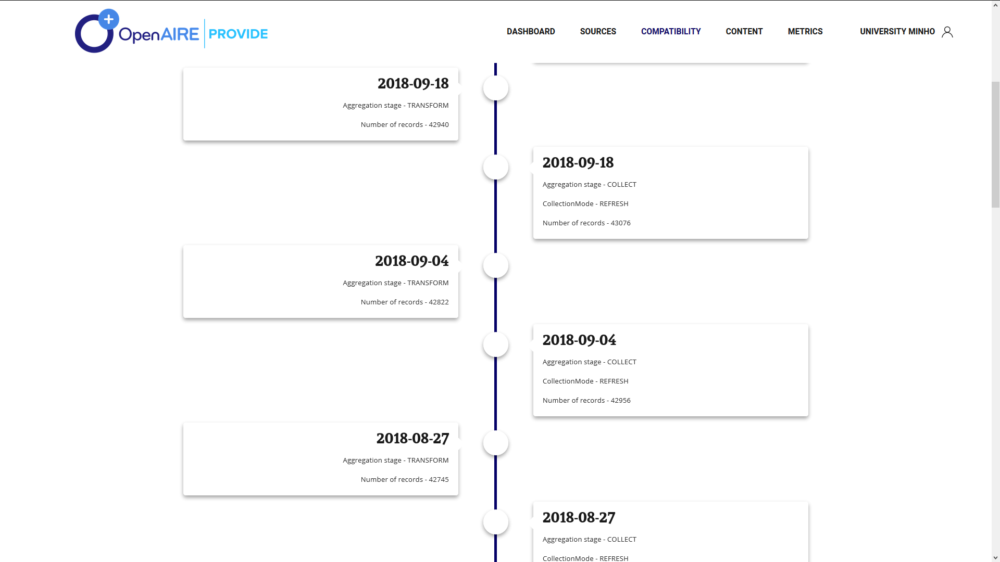 OpenAIRE PROVIDE
DASHBOARD
SOURCES
COMPATIBILITY
CONTENT
METRICS
UNIVERSITY MINHO
2018-09-18
Aggregation stage - TRANSFORM
Number of records - 42940
2018-09-18
Aggregation stage - COLLECT
CollectionMode - REFRESH
Number of records - 43076
2018-09-04
Aggregation stage - TRANSFORM
Number of records - 42822
2018-09-04
Aggregation stage - COLLECT
CollectionMode - REFRESH
Number of records - 42956
2018-08-27
Aggregation stage - TRANSFORM
Number of records - 42745
2018-08-27
Aggregation stage - COLLECT
CollectionMode - REFRESH